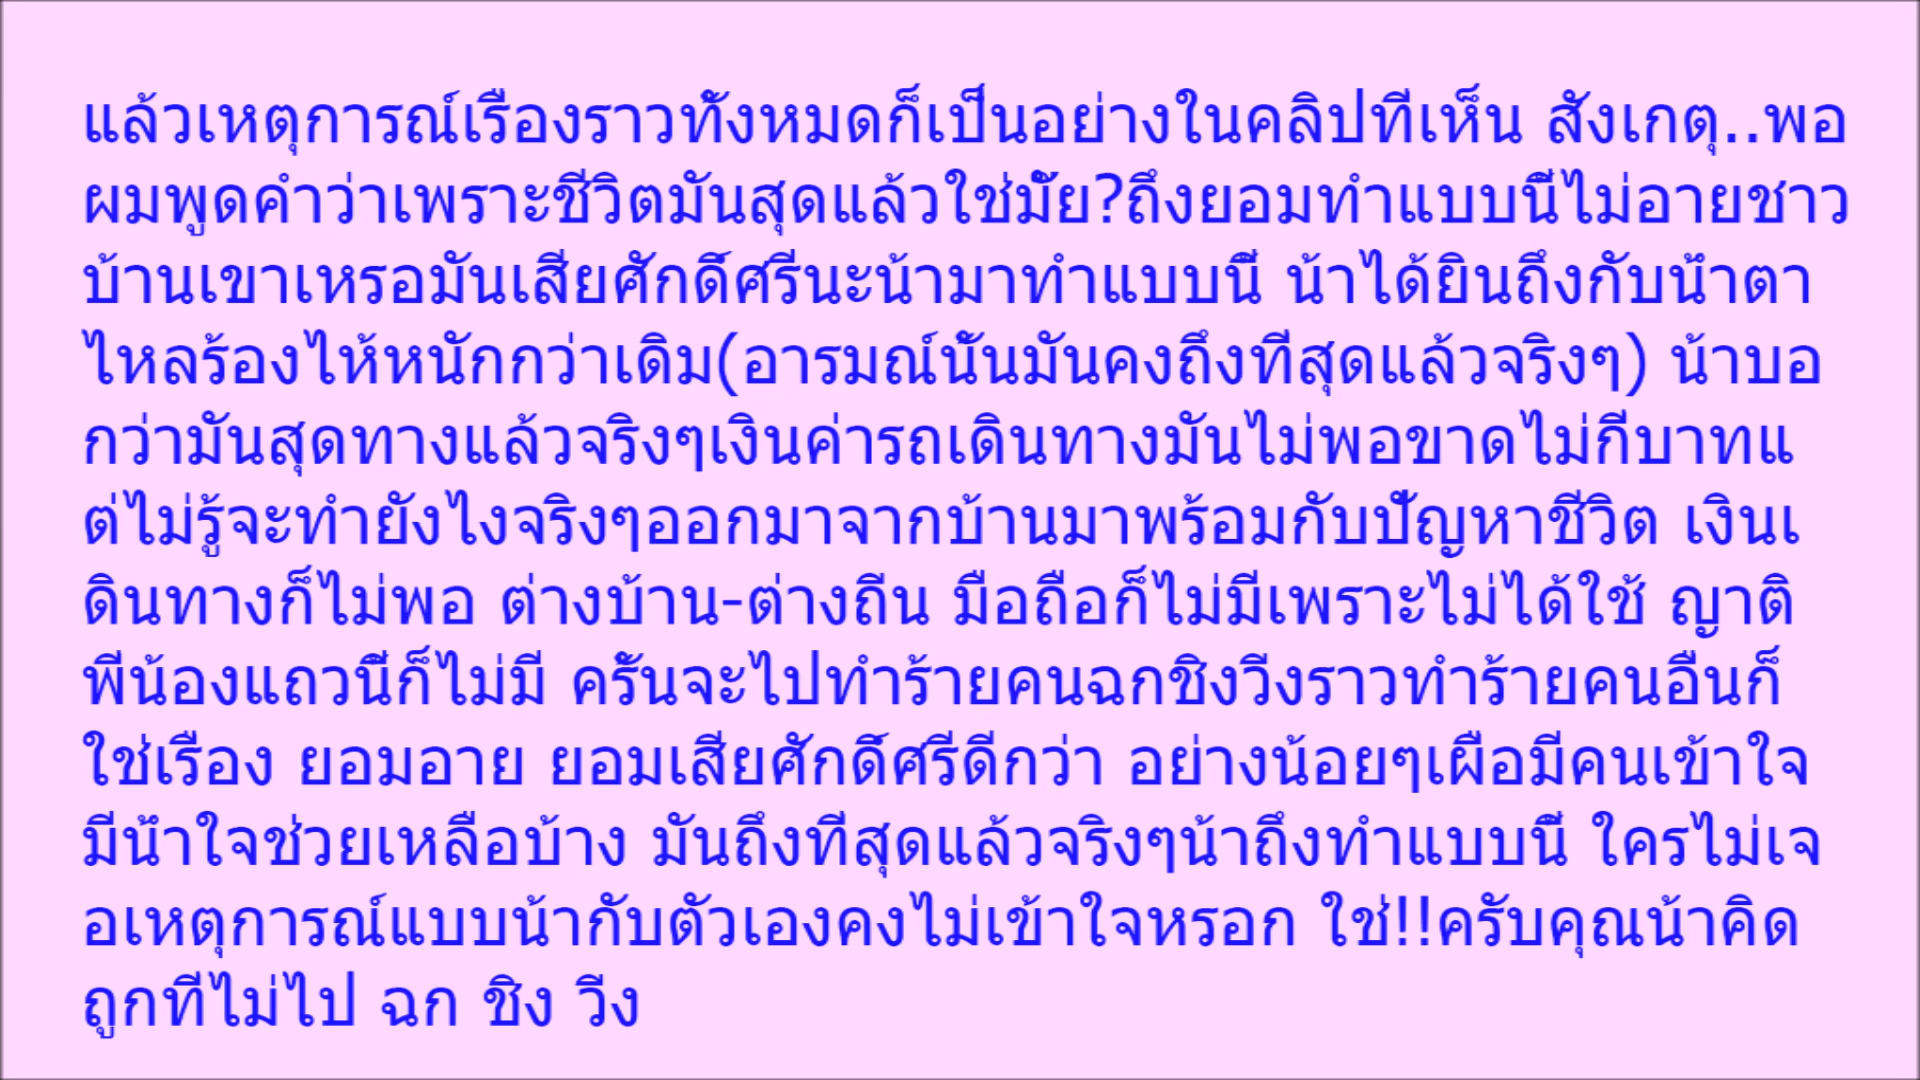 แล้วเหตุการณ์เรื่องราวทั้งหมดก็เป็นอย่างในคลิปที่เห็น สังเกตุ..พอ
ผมพูดคำว่าเพราะชีวิตมันสุดแล้วใช่มั้ย?ถึงยอมทำแบบนี้ไม่อายชาว
บ้านเขาเหรอมันเสียศักดิ์ศรีนะน้ามาทำแบบนี้ น้าได้ยินถึงกับน้ำตา
ไหลร้องไห้หนักกว่าเดิม(อารมณ์นั้นมันคงถึงที่สุดแล้วจริงๆ) น้าบอ
กว่ามันสุดทางแล้วจริงๆเงินค่ารถเดินทางมันไม่พอขาดไม่กี่บาทแ
ต่ไม่รู้จะทำยังไงจริงๆออกมาจากบ้านมาพร้อมกับปัญหาชีวิต เงินเ
ดินทางก็ไม่พอ ต่างบ้าน-ต่างถิ่น มือถือก็ไม่มีเพราะไม่ได้ใช้ ญาติ
พี่น้องแถวนี้ก็ไม่มี ครั้นจะไปทำร้ายคนฉกชิงวิ่งราวทำร้ายคนอื่นก็
ใช่เรื่อง ยอมอาย ยอมเสียศักดิ์ศรีดีกว่า อย่างน้อยๆเผื่อมีคนเข้าใจ
มีน้ำใจช่วยเหลือบ้าง มันถึงที่สุดแล้วจริงๆน้าถึงทำแบบนี้ ใครไม่เจ
อเหตุการณ์แบบน้ากับตัวเองคงไม่เข้าใจหรอก ใช่!!ครับคุณน้าคิด
ถูกที่ไม่ไป ฉก ชิง วิ่ง